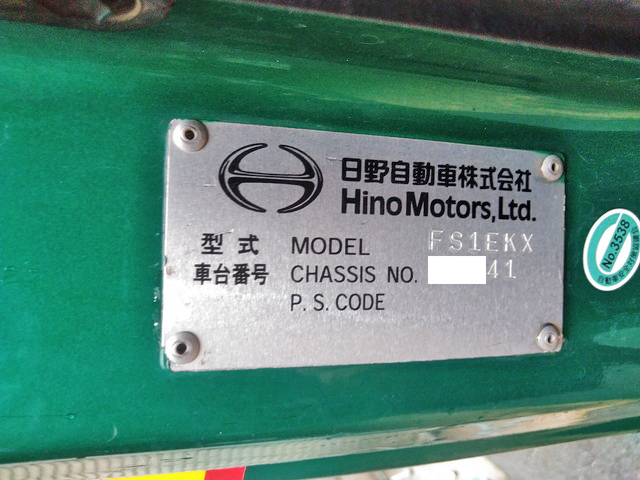 日野自動車株式会社
Hino Motors, Ltd.
型式 MODEL FS1EKX
車台番号 CHASSIS NO. 41
P. S. CODE
No.3538